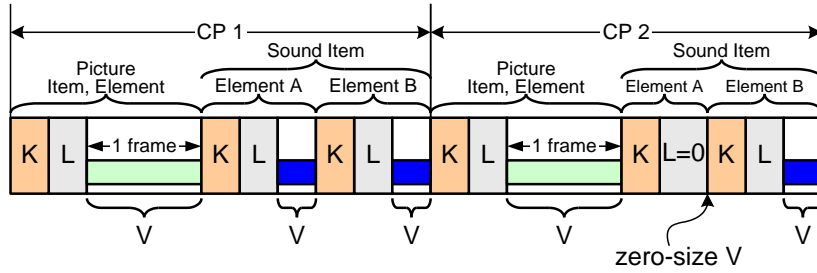 CP 1 CP 2
Sound Item Sound Item
Picture Picture
Item, Element Element A Element B Item, Element Element A Element B
K L 1 frame K L K L K L 1 frame K L=0 K L
V V V V V
zero-size V